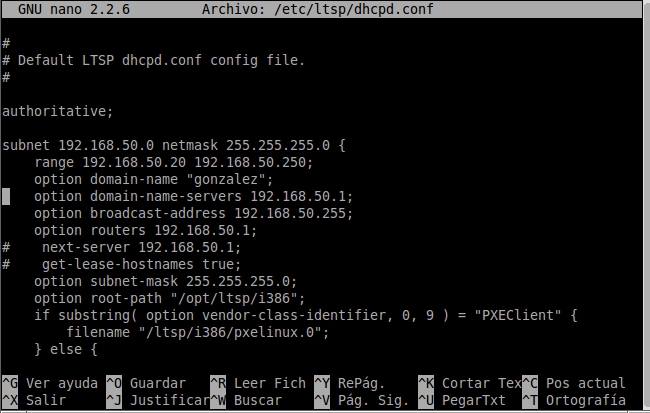 GNU nano 2.2.6         Archivo: /etc/ltsp/dhcpd.conf
#
# Default LTSP dhcpd.conf config file.
#
authoritative;
subnet 192.168.50.0 netmask 255.255.255.0 {
    range 192.168.50.20 192.168.50.250;
    option domain-name "gonzalez";
    option domain-name-servers 192.168.50.1;
    option broadcast-address 192.168.50.255;
    option routers 192.168.50.1;
#    next-server 192.168.50.1;
#    get-lease-hostnames true;
    option subnet-mask 255.255.255.0;
    option root-path "/opt/ltsp/i386";
    if substring( option vendor-class-identifier, 0, 9 ) = "PXEClient" {
        filename "/ltsp/i386/pxelinux.0";
    } else {
^G Ver ayuda ^O Guardar   ^R Leer Fich ^Y RePág.    ^K Cortar Tex^C Pos actual
^X Salir     ^J Justificar^W Buscar    ^V Pág. Sig. ^U PegarTxt  ^T Ortografía